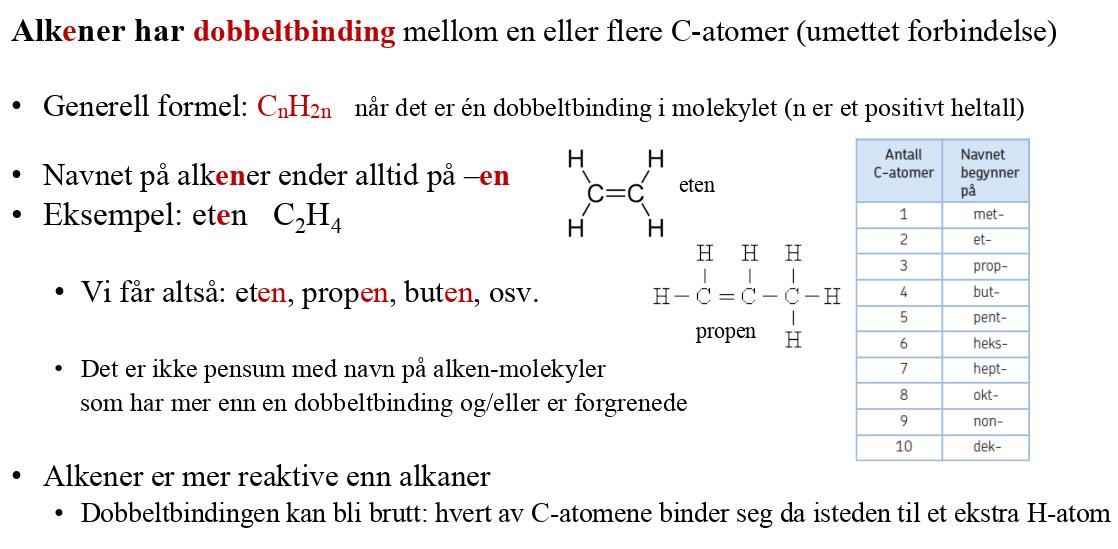 Alkener har dobbeltbinding mellom en eller flere C-atomer (umettet forbindelse)
• Generell formel: CnH2n når det er én dobbeltbinding i molekylet (n er et positivt heltall)
• Navnet på alkener ender alltid på –en
• Eksempel: eten C2H4
H H
C=C
H H
eten
• Vi får altså: eten, propen, buten, osv.
H H H
H–C=C–C–H
H
propen
• Det er ikke pensum med navn på alken-molekyler
som har mer enn en dobbeltbinding og/eller er forgrenede
Antall C-atomer Navnet begynner på
1 met-
2 et-
3 prop-
4 but-
5 pent-
6 heks-
7 hept-
8 okt-
9 non-
10 dek-
• Alkener er mer reaktive enn alkaner
• Dobbeltbindingen kan bli brutt: hvert av C-atomene binder seg da isteden til et ekstra H-atom